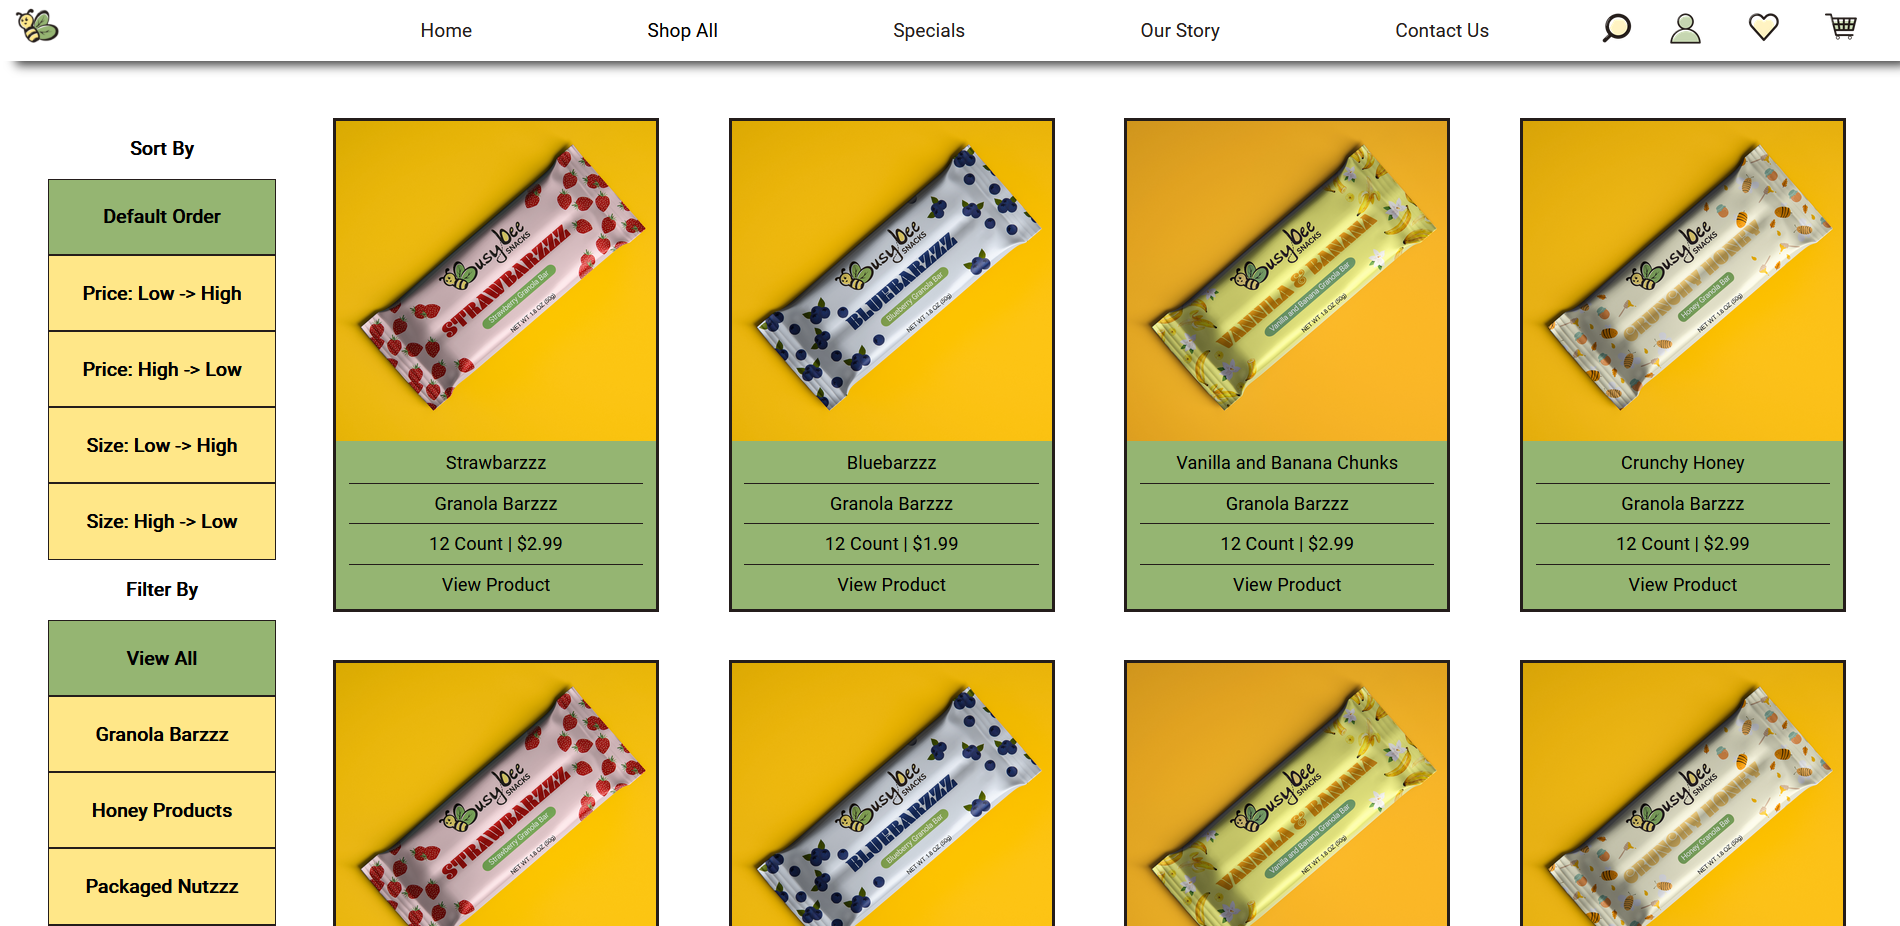 Home
Shop All
Specials
Our Story
Contact Us
Sort By
Default Order
Price: Low -> High
Price: High -> Low
Size: Low -> High
Size: High -> Low
Filter By
View All
Granola Barzzz
Honey Products
Packaged Nutzzz
busy bee
SNACKS
STRAWBARZZZ
Strawberry Granola Bar
NET WT. 1.8 OZ (50g)
Strawbarzzz
Granola Barzzz
12 Count | $2.99
View Product
busy bee
SNACKS
BLUEBARZZZ
Blueberry Granola Bar
NET WT. 1.8 OZ (50g)
Bluebarzzz
Granola Barzzz
12 Count | $1.99
View Product
busy bee
SNACKS
VANNILA & BANANA
Vanilla and Banana Granola Bar
NET WT. 1.8 OZ (50g)
Vanilla and Banana Chunks
Granola Barzzz
12 Count | $2.99
View Product
busy bee
SNACKS
CRUNCHY HONEY
Honey Granola Bar
NET WT. 1.8 OZ (50g)
Crunchy Honey
Granola Barzzz
12 Count | $2.99
View Product
busy bee
SNACKS
STRAWBARZZZ
Strawberry Granola Bar
NET WT. 1.8 OZ (50g)
busy bee
SNACKS
BLUEBARZZZ
Blueberry Granola Bar
NET WT. 1.8 OZ (50g)
busy bee
SNACKS
VANNILA & BANANA
Vanilla and Banana Granola Bar
NET WT. 1.8 OZ (50g)
busy bee
SNACKS
CRUNCHY HONEY
Honey Granola Bar
NET WT. 1.8 OZ (50g)